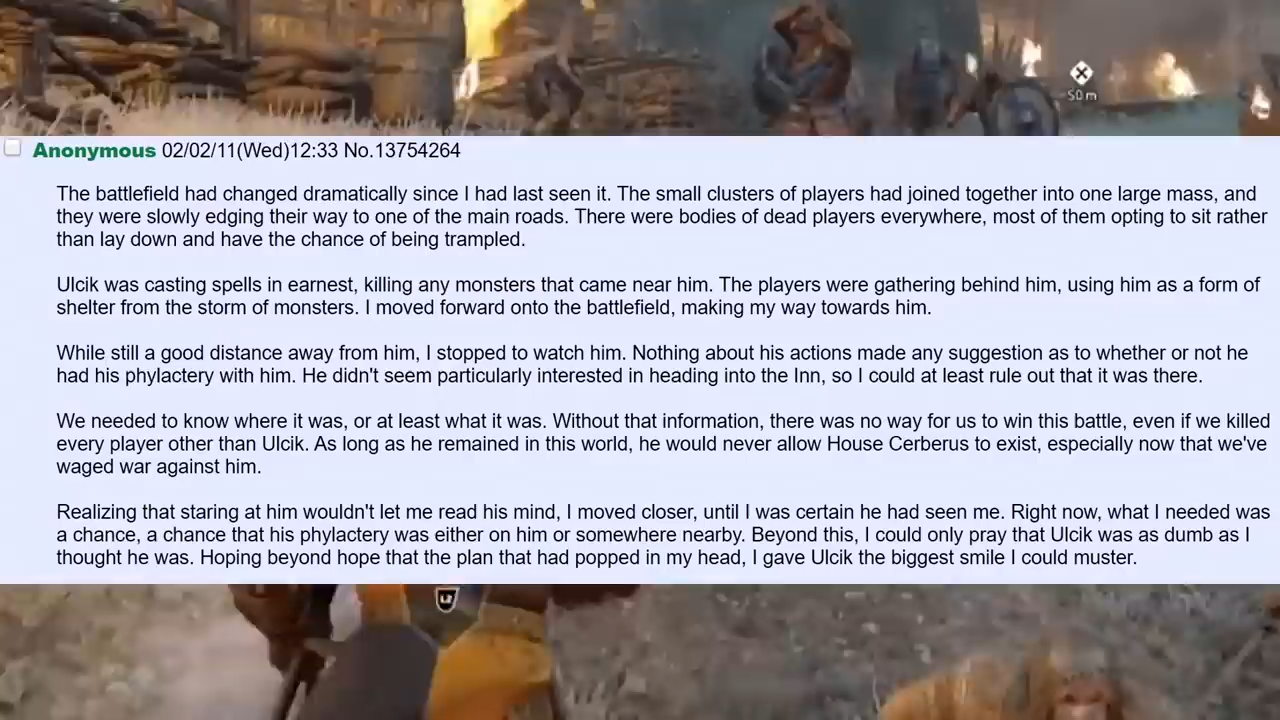 50m
Anonymous 02/02/11(Wed)12:33 No.13754264
The battlefield had changed dramatically since I had last seen it. The small clusters of players had joined together into one large mass, and
they were slowly edging their way to one of the main roads. There were bodies of dead players everywhere, most of them opting to sit rather
than lay down and have the chance of being trampled.
Ulcik was casting spells in earnest, killing any monsters that came near him. The players were gathering behind him, using him as a form of
shelter from the storm of monsters. I moved forward onto the battlefield, making my way towards him.
While still a good distance away from him, I stopped to watch him. Nothing about his actions made any suggestion as to whether or not he
had his phylactery with him. He didn't seem particularly interested in heading into the Inn, so I could at least rule out that it was there.
We needed to know where it was, or at least what it was. Without that information, there was no way for us to win this battle, even if we killed
every player other than Ulcik. As long as he remained in this world, he would never allow House Cerberus to exist, especially now that we've
waged war against him.
Realizing that staring at him wouldn't let me read his mind, I moved closer, until I was certain he had seen me. Right now, what I needed was
a chance, a chance that his phylactery was either on him or somewhere nearby. Beyond this, I could only pray that Ulcik was as dumb as I
thought he was. Hoping beyond hope that the plan that had popped in my head, I gave Ulcik the biggest smile I could muster.
L2